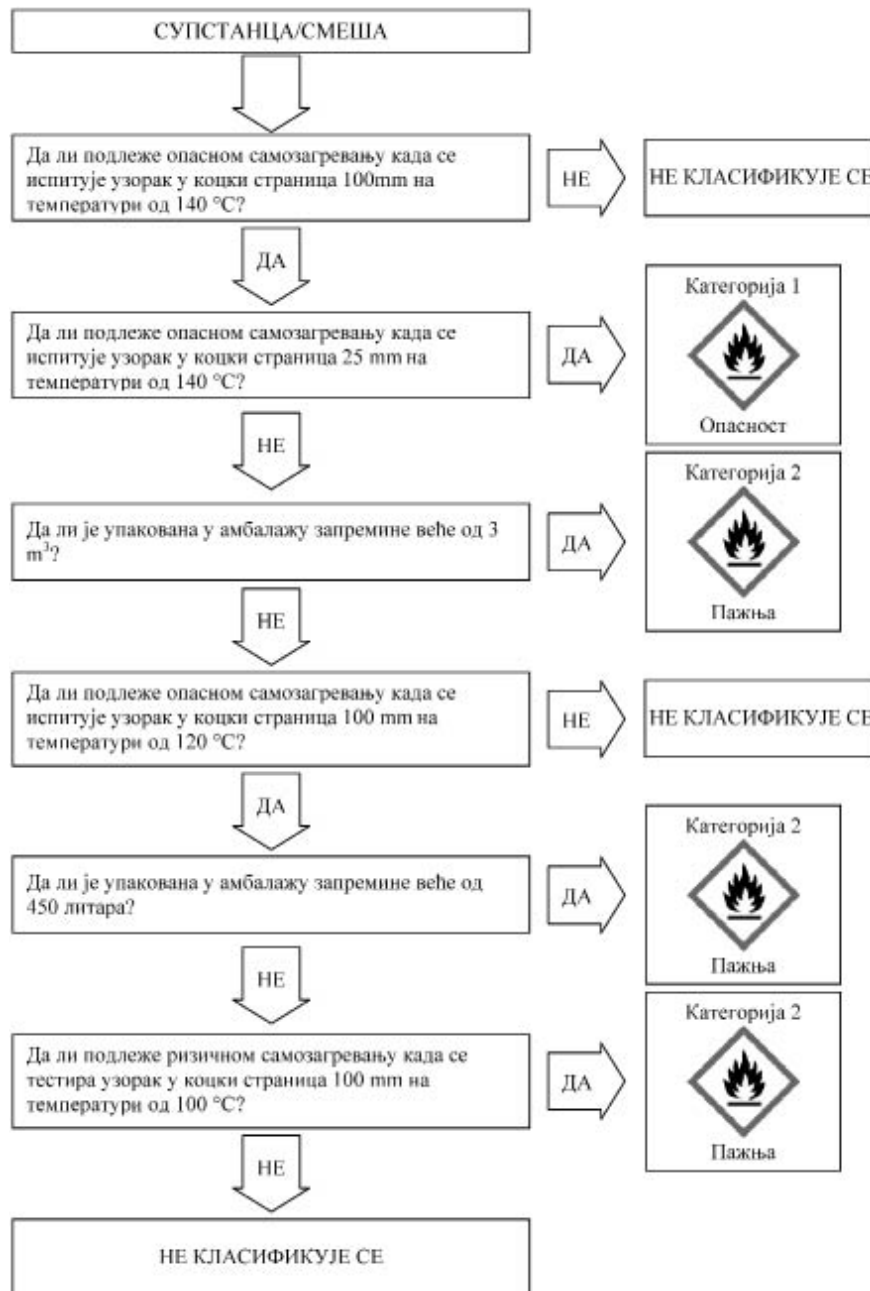 СУПСТАНЦА/СМЕША
Да ли подлеже опасном самозагревању када се
испитује узорак у коцки страница 100mm на
температури од 140 °C?
НЕ
НЕ КЛАСИФИКУЈЕ СЕ
ДА
Да ли подлеже опасном самозагревању када се
испитује узорак у коцки страница 25 mm на
температури од 140 °C?
ДА
Категорија 1
Опасност
НЕ
Да ли је упакована у амбалажу запремине веће од 3
m³?
ДА
Категорија 2
Пажња
НЕ
Да ли подлеже опасном самозагревању када се
испитује узорак у коцки страница 100 mm на
температури од 120 °C?
НЕ
НЕ КЛАСИФИКУЈЕ СЕ
ДА
Да ли је упакована у амбалажу запремине веће од
450 литара?
ДА
Категорија 2
Пажња
НЕ
Да ли подлеже ризичном самозагревању када се
тестира узорак у коцки страница 100 mm на
температури од 100 °C?
ДА
Категорија 2
Пажња
НЕ
НЕ КЛАСИФИКУЈЕ СЕ